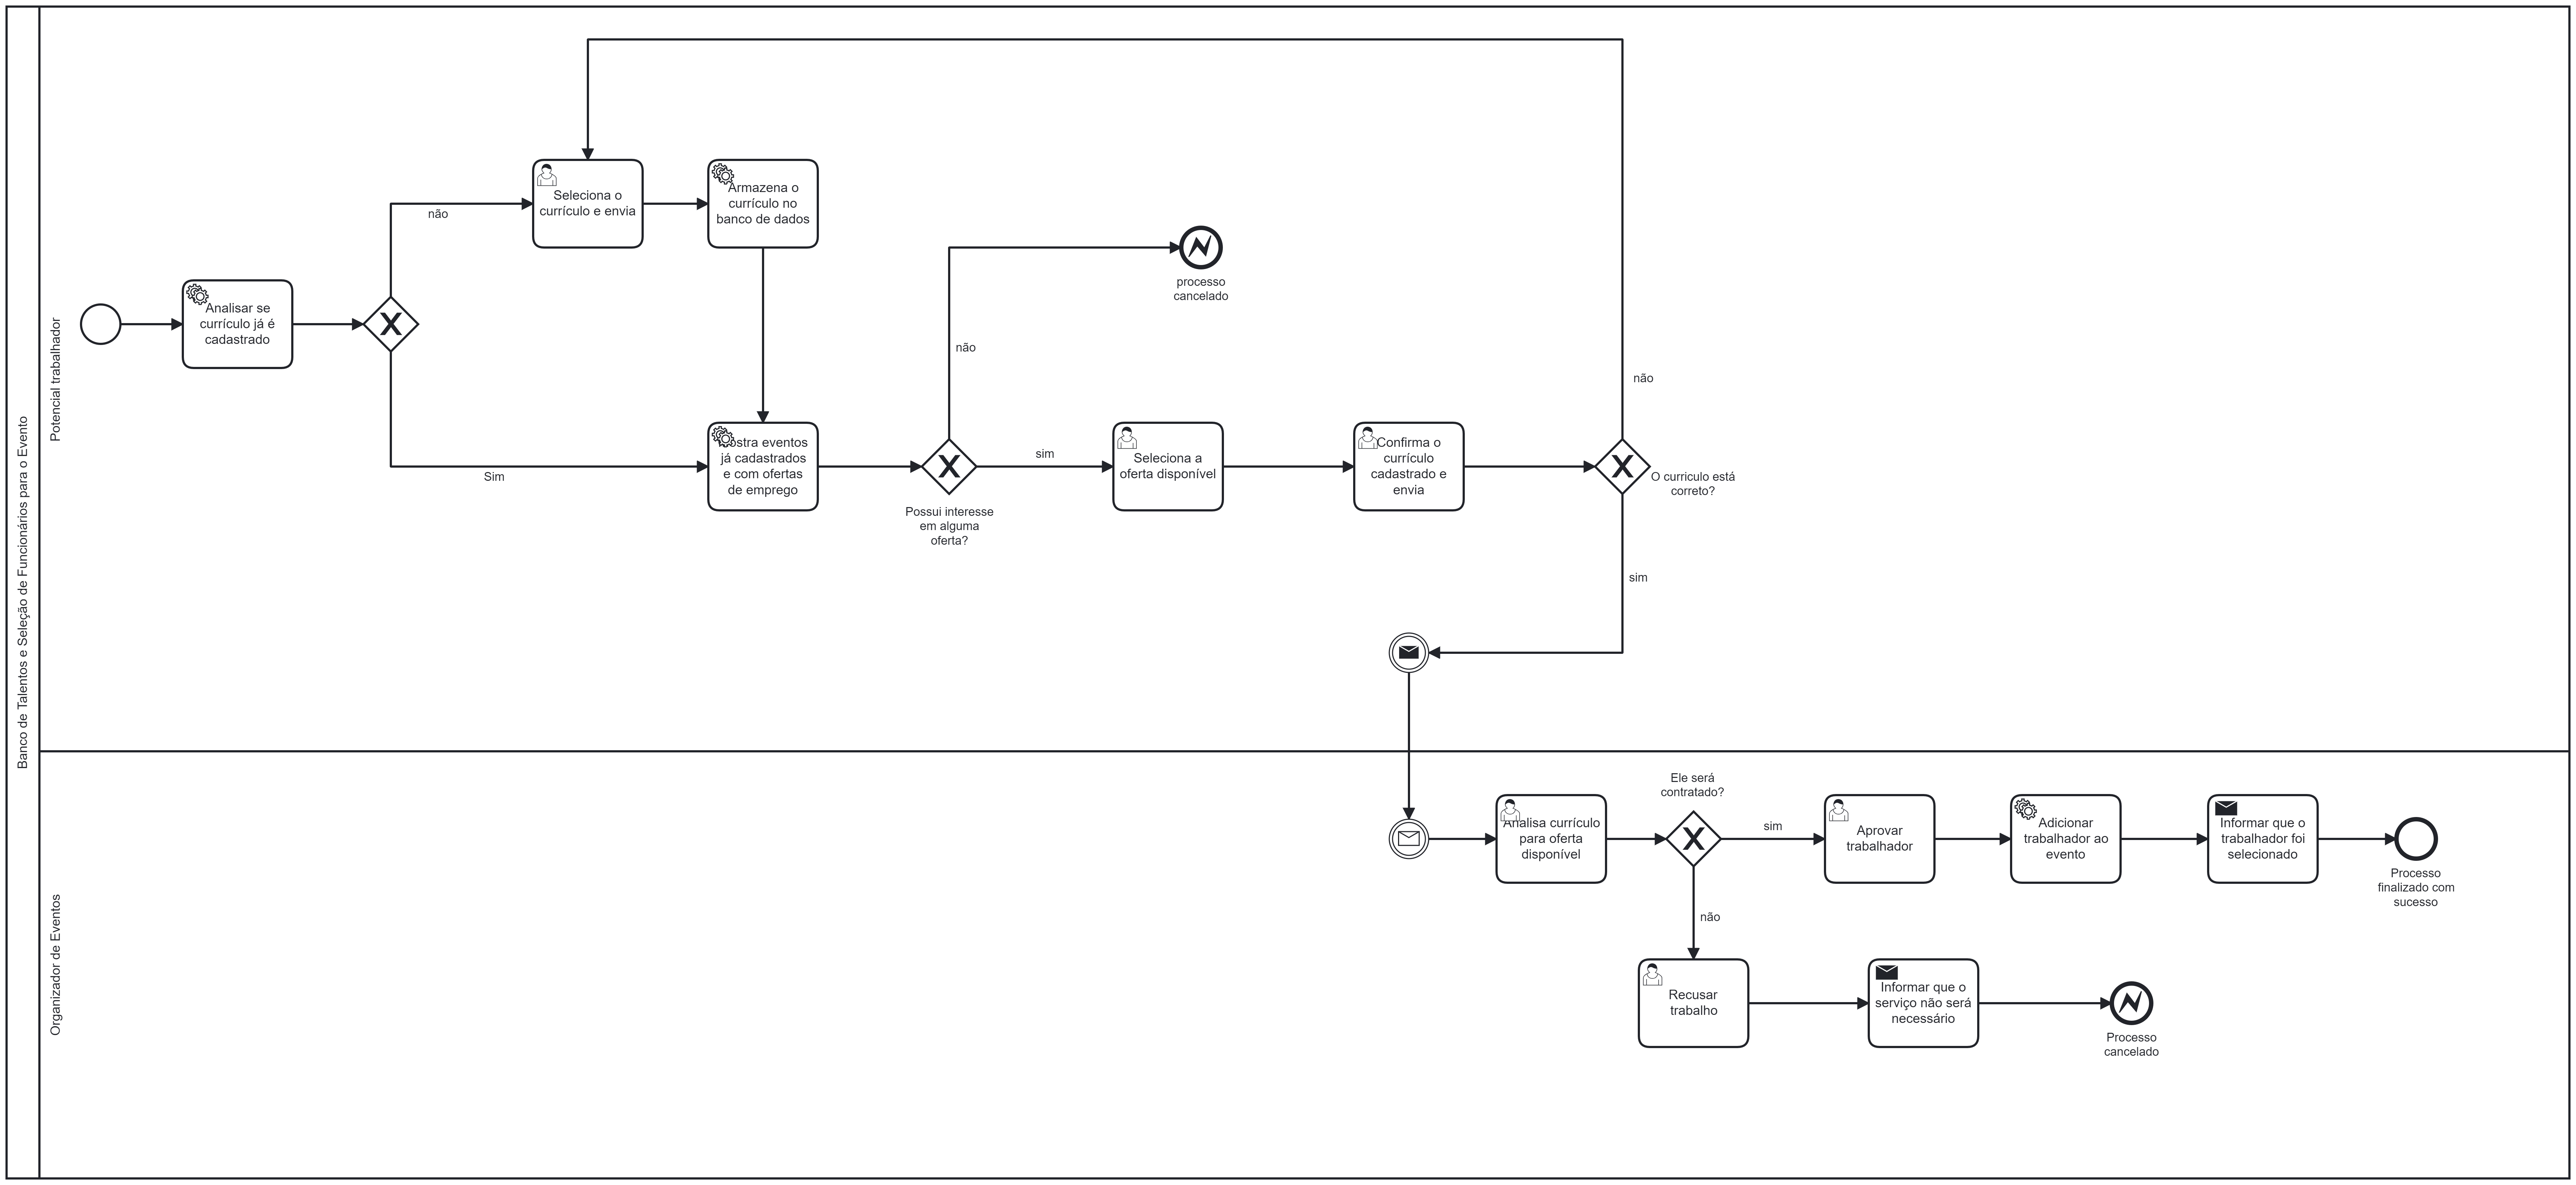 Banco de Talentos e Seleção de Funcionários para o Evento
Potencial trabalhador
Analisar se
currículo já é
cadastrado
não
Sim
Seleciona o
currículo e envia
Armazena o
currículo no
banco de dados
ostra eventos
já cadastrados
e com ofertas
de emprego
Possui interesse
em alguma
oferta?
não
processo
cancelado
sim
Seleciona a
oferta disponível
Confirma o
currículo
cadastrado e
envia
O curriculo está
correto?
não
sim
Organizador de Eventos
Analisa currículo
para oferta
disponível
Ele será
contratado?
sim
Aprovar
trabalhador
Adicionar
trabalhador ao
evento
Informar que o
trabalhador foi
selecionado
Processo
finalizado com
sucesso
não
Recusar
trabalho
Informar que o
serviço não será
necessário
Processo
cancelado